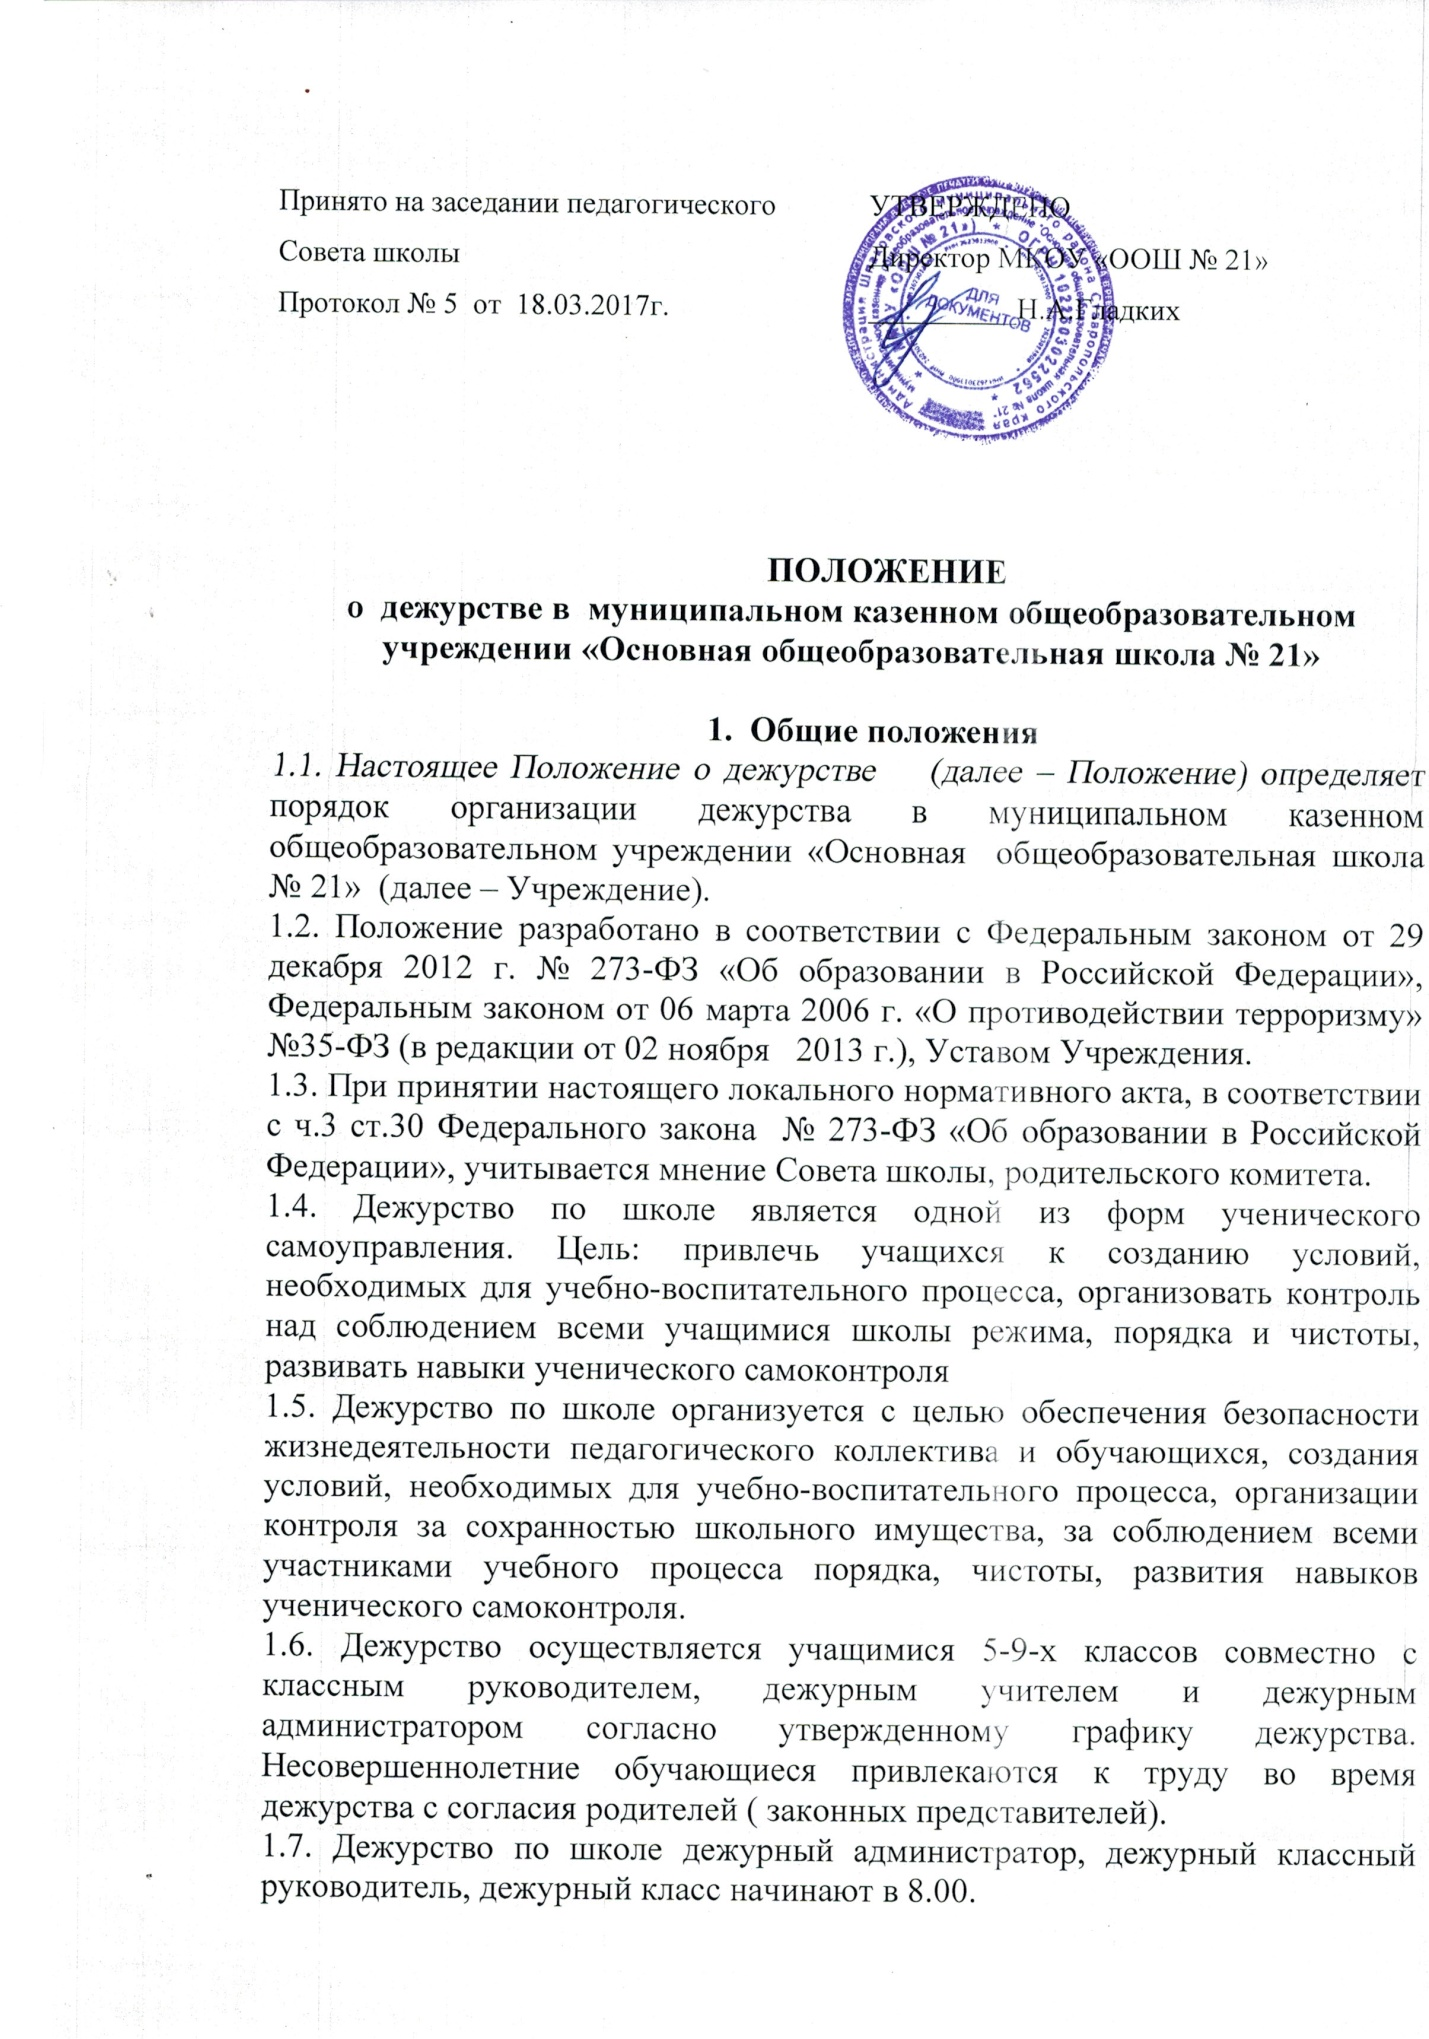 Принято на заседании педагогического
Совета школы
Протокол № 5 от 18.03.2017г.
УТВЕРЖДЕНО
Директор МКОУ «ООШ № 21»
Н.А.Гладких
ДЛЯ
ДОКУМЕНТОВ
ПОЛОЖЕНИЕ
о дежурстве в муниципальном казенном общеобразовательном
учреждении «Основная общеобразовательная школа № 21»
1. Общие положения
1.1. Настоящее Положение о дежурстве (далее – Положение) определяет
порядок организации дежурства в муниципальном казенном
общеобразовательном учреждении «Основная общеобразовательная школа
№ 21» (далее – Учреждение).
1.2. Положение разработано в соответствии с Федеральным законом от 29
декабря 2012 г. № 273-ФЗ «Об образовании в Российской Федерации»,
Федеральным законом от 06 марта 2006 г. «О противодействии терроризму»
№35-ФЗ (в редакции от 02 ноября 2013 г.), Уставом Учреждения.
1.3. При принятии настоящего локального нормативного акта, в соответствии
с ч.3 ст.30 Федерального закона № 273-ФЗ «Об образовании в Российской
Федерации», учитывается мнение Совета школы, родительского комитета.
1.4. Дежурство по школе является одной из форм ученического
самоуправления. Цель: привлечь учащихся к созданию условий,
необходимых для учебно-воспитательного процесса, организовать контроль
над соблюдением всеми учащимися школы режима, порядка и чистоты,
развивать навыки ученического самоконтроля
1.5. Дежурство по школе организуется с целью обеспечения безопасности
жизнедеятельности педагогического коллектива и обучающихся, создания
условий, необходимых для учебно-воспитательного процесса, организации
контроля за сохранностью школьного имущества, за соблюдением всеми
участниками учебного процесса порядка, чистоты, развития навыков
ученического самоконтроля.
1.6. Дежурство осуществляется учащимися 5-9-х классов совместно с
классным руководителем, дежурным учителем и дежурным
администратором согласно утвержденному графику дежурства.
Несовершеннолетние обучающиеся привлекаются к труду во время
дежурства с согласия родителей ( законных представителей).
1.7. Дежурство по школе дежурный администратор, дежурный классный
руководитель, дежурный класс начинают в 8.00.